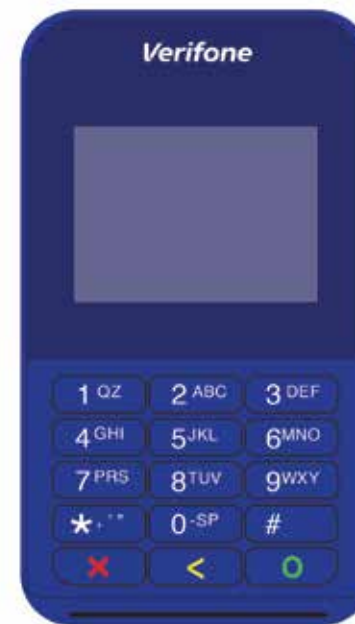 Verifone
1 QZ 2 ABC 3 DEF
4 GHI 5 JKL 6 MNO
7 PRS 8 TUV 9 WXY
*,'" 0-SP #
X < O